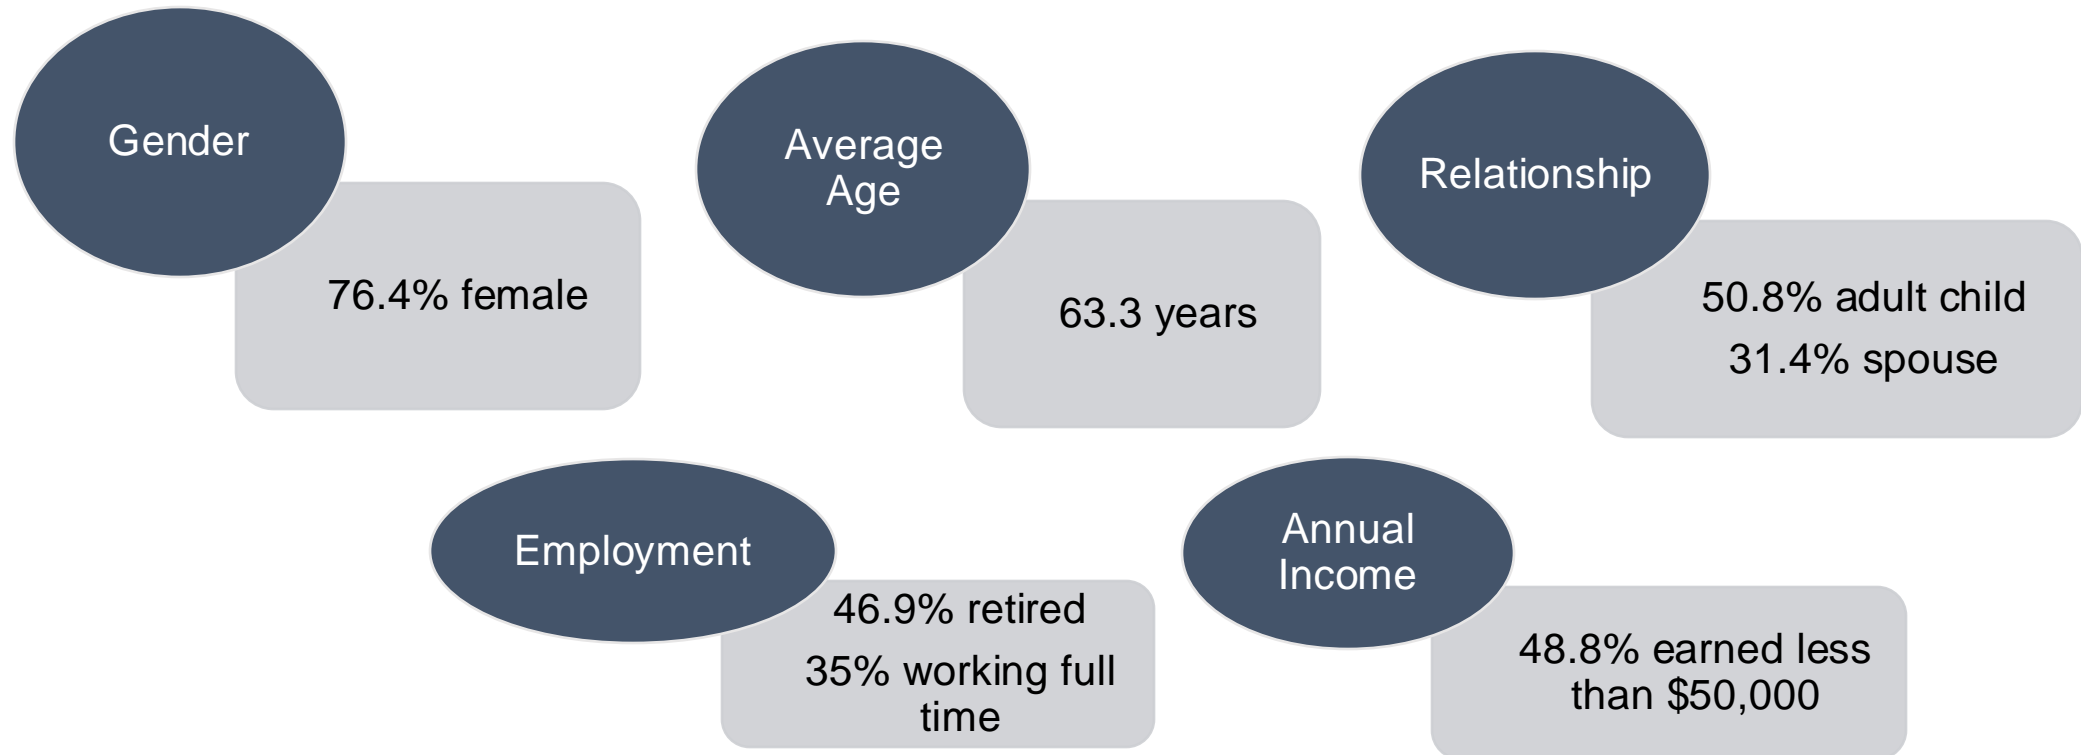 Gender
76.4% female
Average
Age
63.3 years
Relationship
50.8% adult child
31.4% spouse
Employment
46.9% retired
35% working full
time
Annual
Income
48.8% earned less
than $50,000